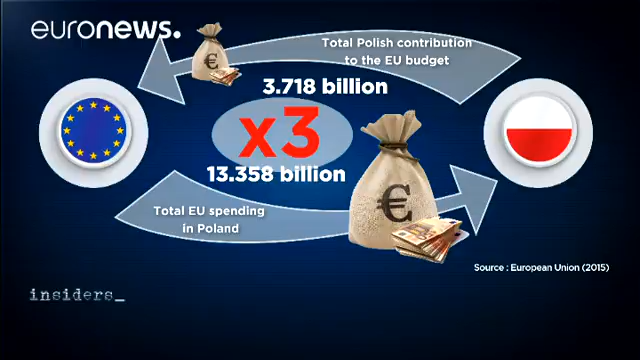 euronews.
Total Polish contribution
to the EU budget
€
3.718 billion
x3
13.358 billion
€
Total EU spending
in Poland
Source : European Union (2015)
insiders_